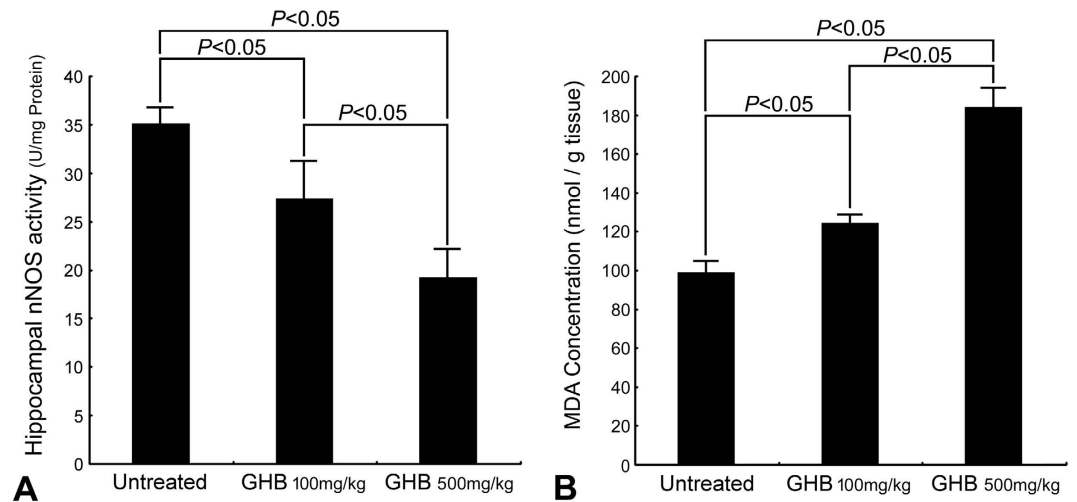 P<0.05
P<0.05
P<0.05
Hippocampal nNOS activity (U/mg Protein)
40
35
30
25
20
15
10
5
0
Untreated
GHB 100mg/kg
GHB 500mg/kg
A
P<0.05
P<0.05
P<0.05
MDA Concentration (nmol / g tissue)
200
180
160
140
120
100
80
60
40
20
0
Untreated
GHB 100mg/kg
GHB 500mg/kg
B